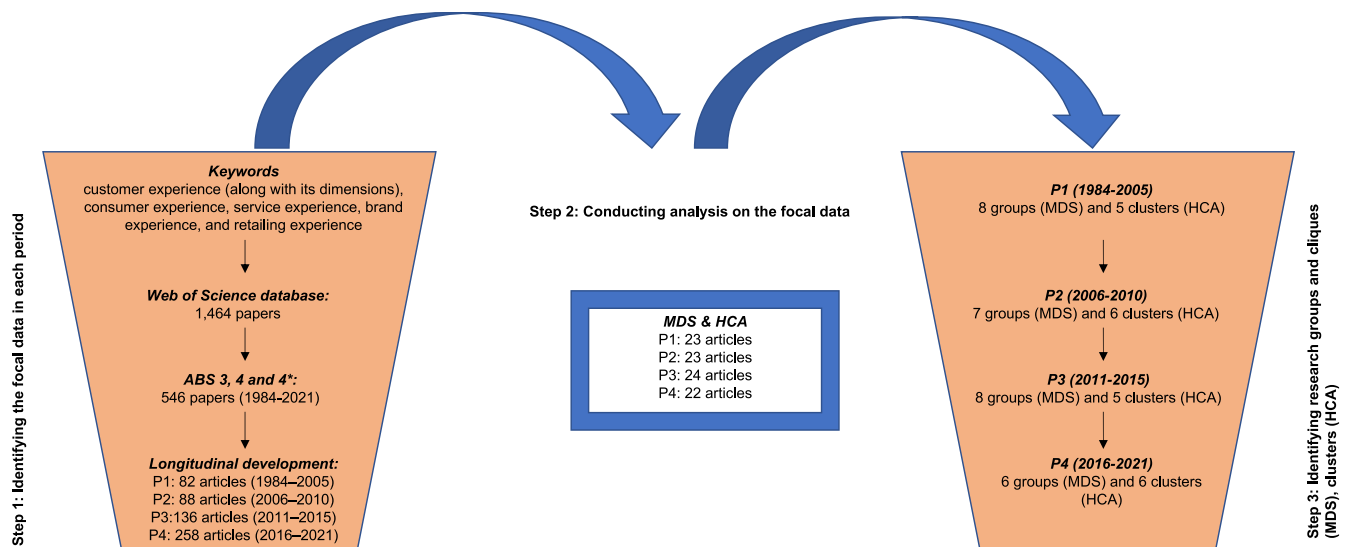 Step 1: Identifying the focal data in each period
Keywords
customer experience (along with its dimensions),
consumer experience, service experience, brand
experience, and retailing experience
Web of Science database:
1,464 papers
ABS 3, 4 and 4*:
546 papers (1984-2021)
Longitudinal development:
P1: 82 articles (1984–2005)
P2: 88 articles (2006–2010)
P3:136 articles (2011–2015)
P4: 258 articles (2016–2021)
Step 2: Conducting analysis on the focal data
MDS & HCA
P1: 23 articles
P2: 23 articles
P3: 24 articles
P4: 22 articles
P1 (1984-2005)
8 groups (MDS) and 5 clusters (HCA)
P2 (2006-2010)
7 groups (MDS) and 6 clusters (HCA)
P3 (2011-2015)
8 groups (MDS) and 5 clusters (HCA)
P4 (2016-2021)
6 groups (MDS) and 6 clusters
(HCA)
Step 3: Identifying research groups and cliques
(MDS), clusters (HCA)